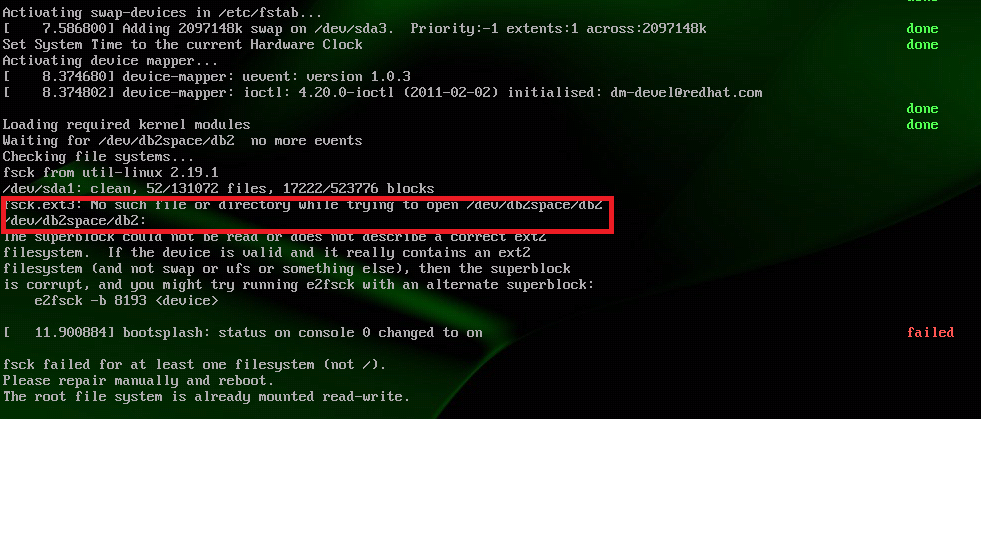 Activating swap-devices in /etc/fstab...
[    7.586800] Adding 2097148k swap on /dev/sda3.  Priority:-1 extents:1 across:2097148k done
Set System Time to the current Hardware Clock done
Activating device mapper...
[    8.374680] device-mapper: uevent: version 1.0.3
[    8.374802] device-mapper: ioctl: 4.20.0-ioctl (2011-02-02) initialised: dm-devel@redhat.com
done
Loading required kernel modules done
Waiting for /dev/db2space/db2  no more events
Checking file systems...
fsck from util-linux 2.19.1
/dev/sda1: clean, 52/131072 files, 17222/523776 blocks
fsck.ext3: No such file or directory while trying to open /dev/db2space/db2
/dev/db2space/db2:
The superblock could not be read or does not describe a correct ext2
filesystem.  If the device is valid and it really contains an ext2
filesystem (and not swap or ufs or something else), then the superblock
is corrupt, and you might try running e2fsck with an alternate superblock:
    e2fsck -b 8193 <device>
[   11.900884] bootsplash: status on console 0 changed to on failed
fsck failed for at least one filesystem (not /).
Please repair manually and reboot.
The root file system is already mounted read-write.